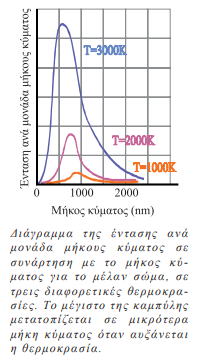 Ένταση ανά μονάδα μήκους κύματος
T=3000K
T=2000K
T=1000K
0
1000
2000
Μήκος κύματος (nm)
Διάγραμμα της έντασης ανά
μονάδα μήκους κύματος σε
συνάρτηση με το μήκος κύ-
ματος για το μέλαν σώμα, σε
τρεις διαφορετικές θερμοκρα-
σίες. Το μέγιστο της καμπύλης
μετατοπίζεται σε μικρότερα
μήκη κύματος όταν αυξάνεται
η θερμοκρασία.